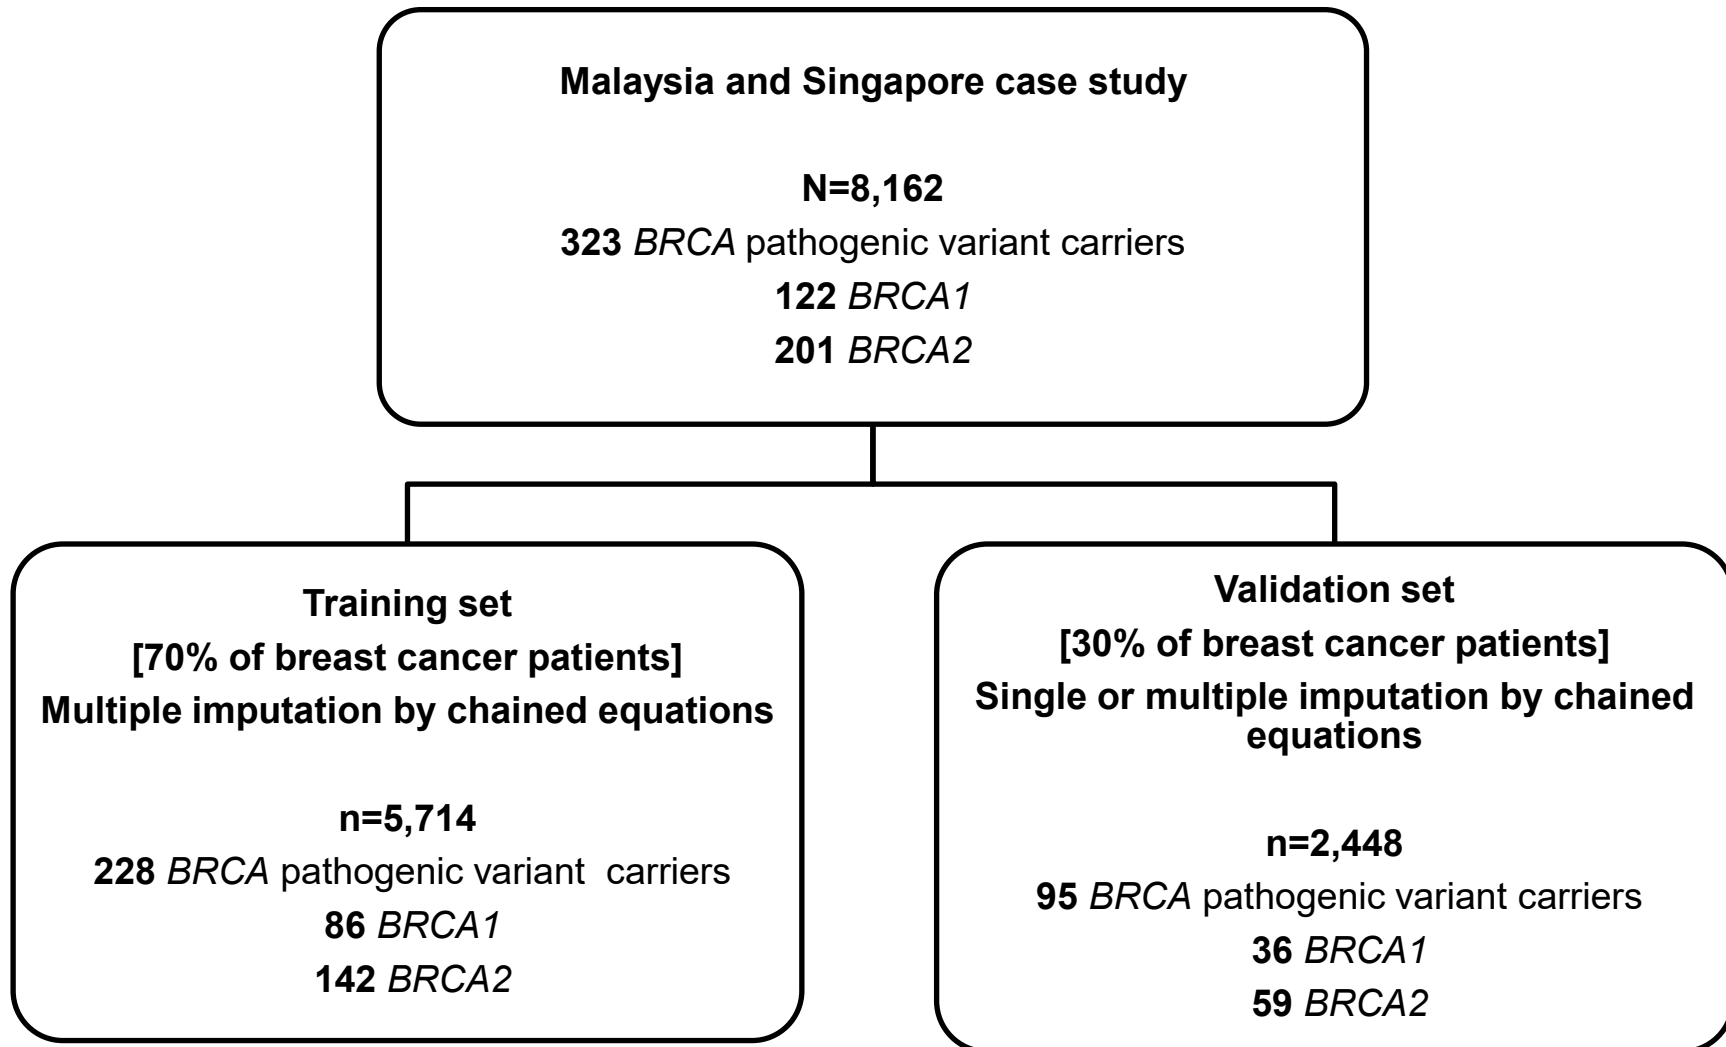 Malaysia and Singapore case study
N=8,162
323 BRCA pathogenic variant carriers
122 BRCA1
201 BRCA2
Training set
[70% of breast cancer patients]
Multiple imputation by chained equations
n=5,714
228 BRCA pathogenic variant  carriers
86 BRCA1
142 BRCA2
Validation set
[30% of breast cancer patients]
Single or multiple imputation by chained
equations
n=2,448
95 BRCA pathogenic variant carriers
36 BRCA1
59 BRCA2